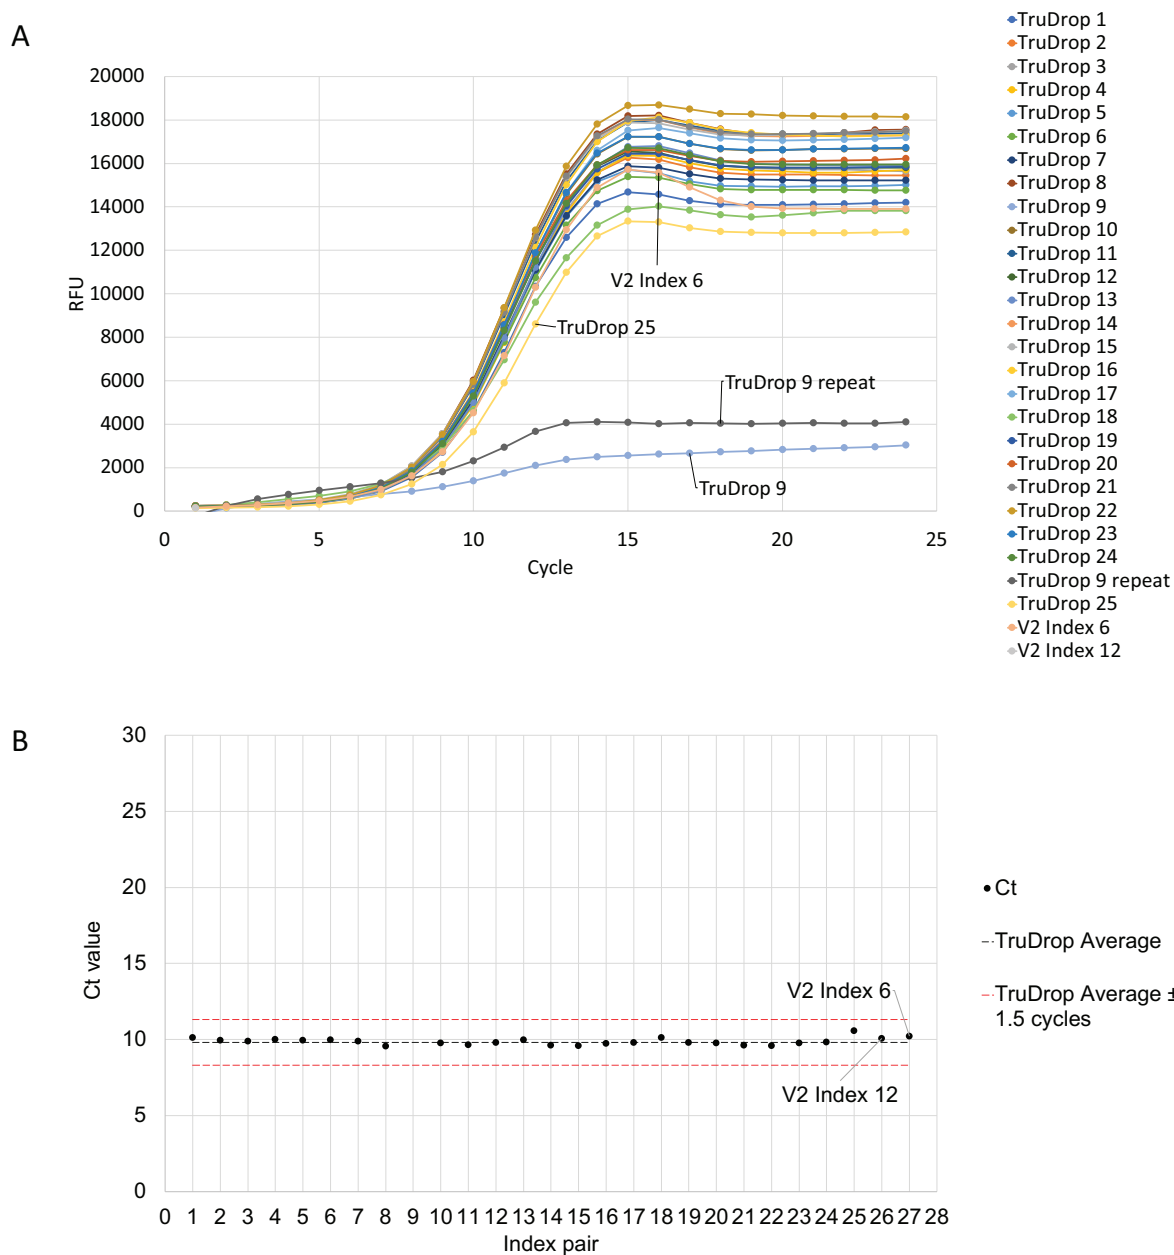 A
20000
18000
16000
14000
12000
10000
8000
6000
4000
2000
0
RFU
0 5 10 15 20 25
Cycle
V2 Index 6
TruDrop 25
TruDrop 9 repeat
TruDrop 9
TruDrop 1
TruDrop 2
TruDrop 3
TruDrop 4
TruDrop 5
TruDrop 6
TruDrop 7
TruDrop 8
TruDrop 9
TruDrop 10
TruDrop 11
TruDrop 12
TruDrop 13
TruDrop 14
TruDrop 15
TruDrop 16
TruDrop 17
TruDrop 18
TruDrop 19
TruDrop 20
TruDrop 21
TruDrop 22
TruDrop 23
TruDrop 24
TruDrop 9 repeat
TruDrop 25
V2 Index 6
V2 Index 12
B
30
25
20
15
10
5
0
Ct value
V2 Index 6
V2 Index 12
0 1 2 3 4 5 6 7 8 9 10 11 12 13 14 15 16 17 18 19 20 21 22 23 24 25 26 27 28
Index pair
Ct
TruDrop Average
TruDrop Average ±
1.5 cycles